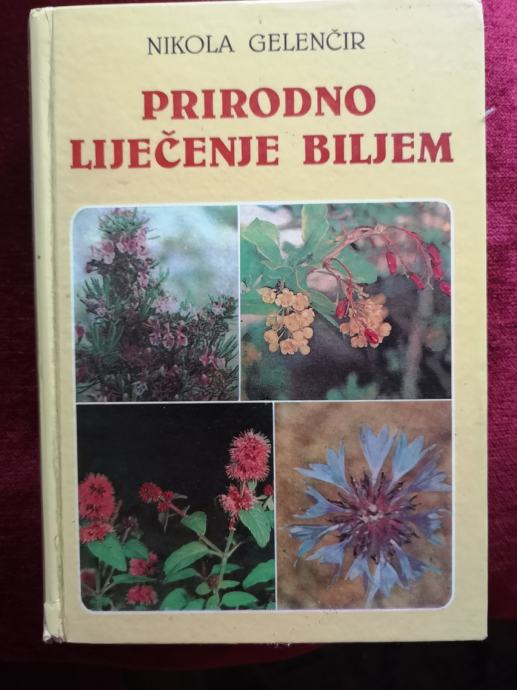 NIKOLA GELENČIR
PRIRODNO
LIJEČENJE BILJEM